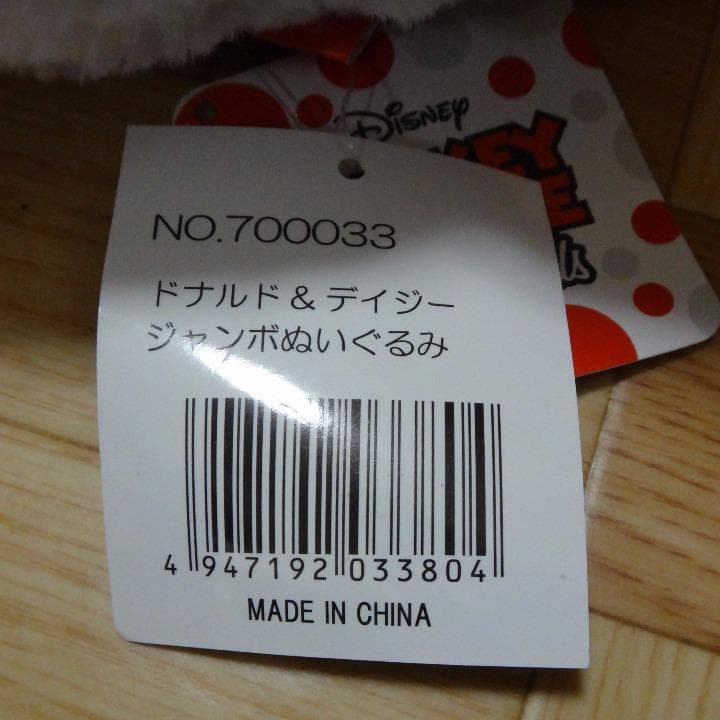 DISNEY
NO.700033
ドナルド & デイジー
ジャンボぬいぐるみ
4 947192 033804
MADE IN CHINA